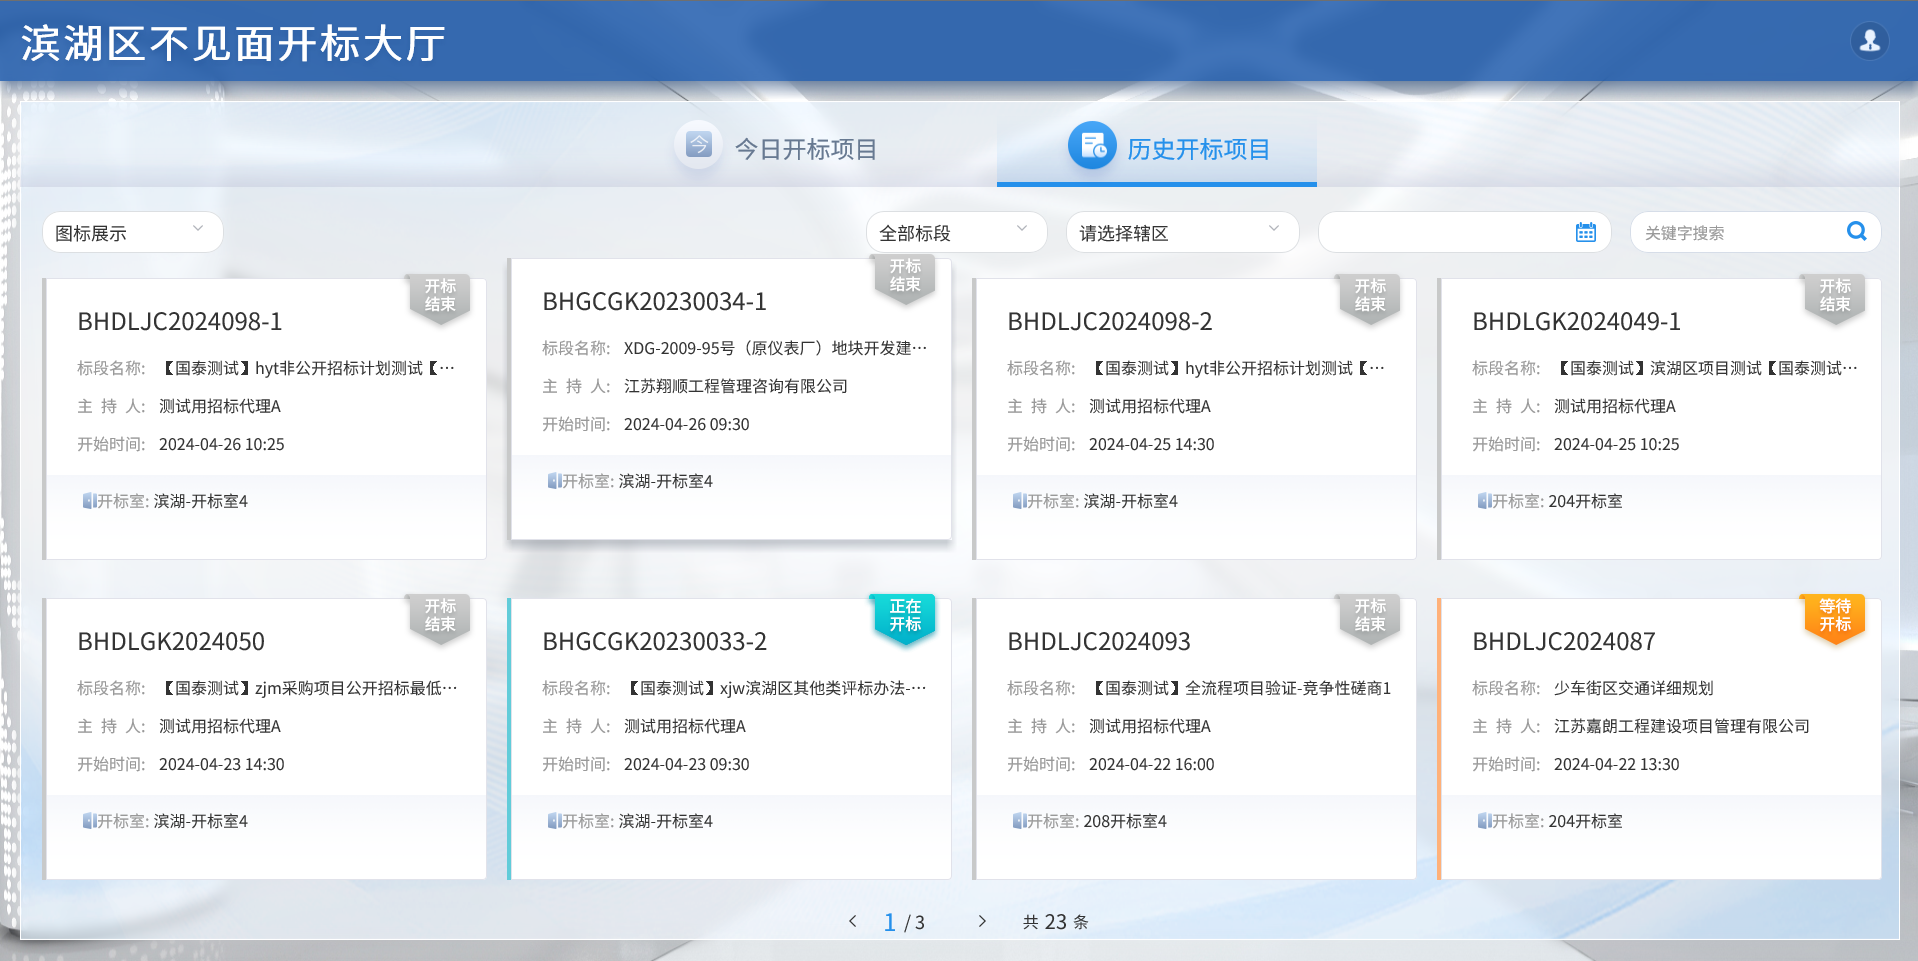 滨湖区不见面开标大厅
今
今日开标项目
历史开标项目
图标展示
全部标段
请选择辖区
关键字搜索
开标
结束
BHDLJC2024098-1
标段名称: 【国泰测试】hyt非公开招标计划测试【…
主 持 人: 测试用招标代理A
开始时间: 2024-04-26 10:25
开标室: 滨湖-开标室4
开标
结束
BHGCGK20230034-1
标段名称: XDG-2009-95号（原仪表厂）地块开发建…
主 持 人: 江苏翔顺工程管理咨询有限公司
开始时间: 2024-04-26 09:30
开标室: 滨湖-开标室4
开标
结束
BHDLJC2024098-2
标段名称: 【国泰测试】hyt非公开招标计划测试【…
主 持 人: 测试用招标代理A
开始时间: 2024-04-25 14:30
开标室: 滨湖-开标室4
开标
结束
BHDLGK2024049-1
标段名称: 【国泰测试】滨湖区项目测试【国泰测试…
主 持 人: 测试用招标代理A
开始时间: 2024-04-25 10:25
开标室: 204开标室
开标
结束
BHDLGK2024050
标段名称: 【国泰测试】zjm采购项目公开招标最低…
主 持 人: 测试用招标代理A
开始时间: 2024-04-23 14:30
开标室: 滨湖-开标室4
正在
开标
BHGCGK20230033-2
标段名称: 【国泰测试】xjw滨湖区其他类评标办法-…
主 持 人: 测试用招标代理A
开始时间: 2024-04-23 09:30
开标室: 滨湖-开标室4
开标
结束
BHDLJC2024093
标段名称: 【国泰测试】全流程项目验证-竞争性磋商1
主 持 人: 测试用招标代理A
开始时间: 2024-04-22 16:00
开标室: 208开标室4
等待
开标
BHDLJC2024087
标段名称: 少车街区交通详细规划
主 持 人: 江苏嘉朗工程建设项目管理有限公司
开始时间: 2024-04-22 13:30
开标室: 204开标室
1 / 3 共 23 条